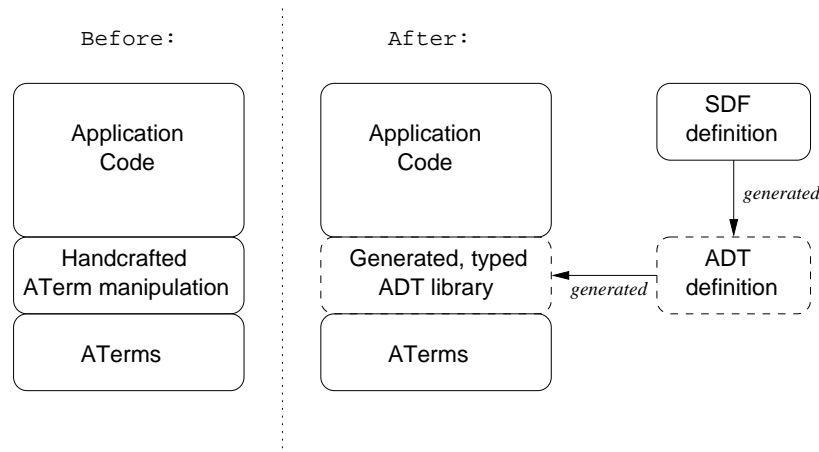 Before:
Application
Code
Handcrafted
ATerm manipulation
ATerms
After:
Application
Code
Generated, typed
ADT library
ATerms
SDF
definition
generated
ADT
definition
generated